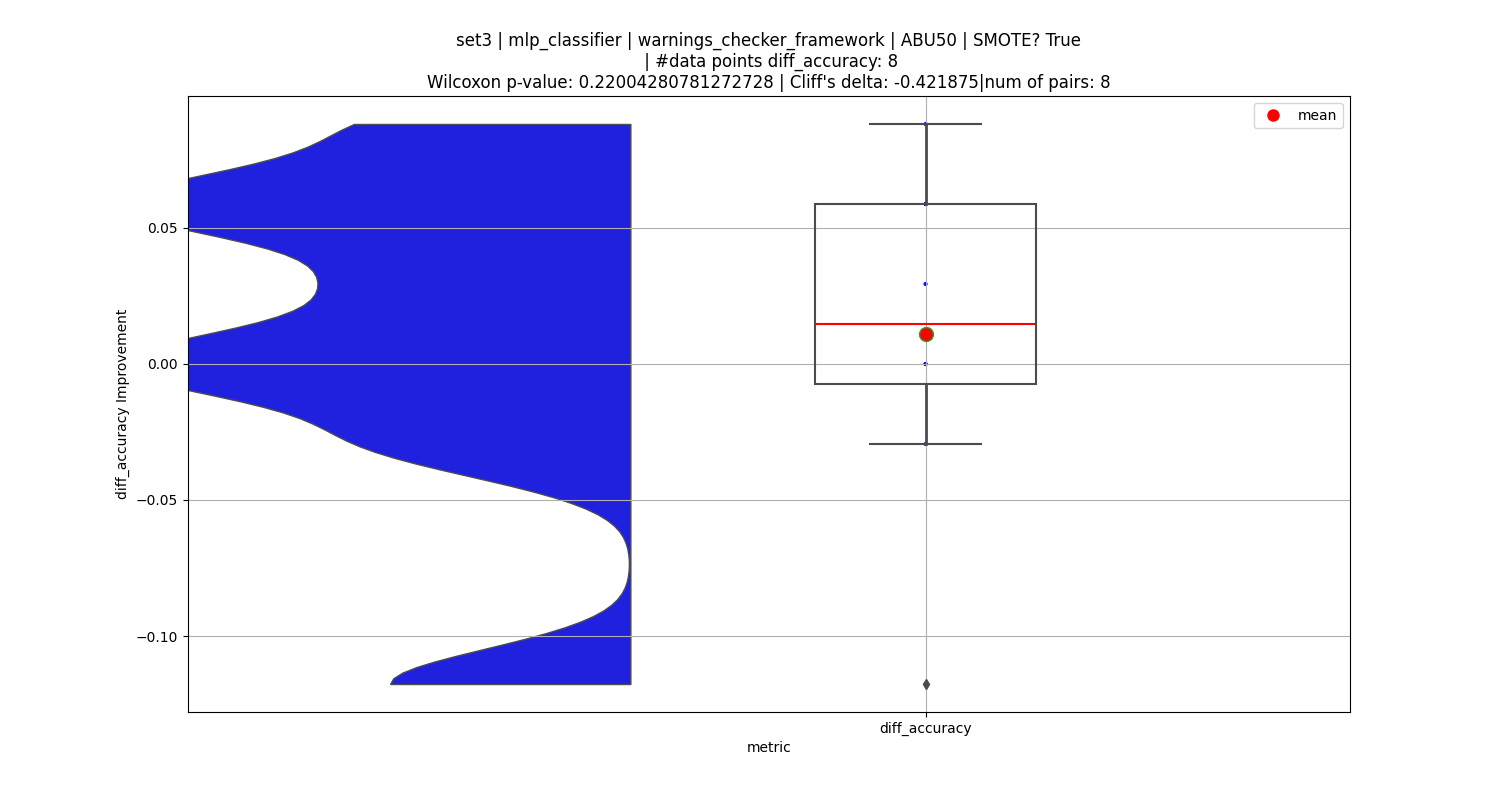 set3 | mlp_classifier | warnings_checker_framework | ABU50 | SMOTE? True
| #data points diff_accuracy: 8
Wilcoxon p-value: 0.22004280781272728 | Cliff's delta: -0.421875|num of pairs: 8
mean
0.05
0.00
−0.05
−0.10
diff_accuracy Improvement
diff_accuracy
metric